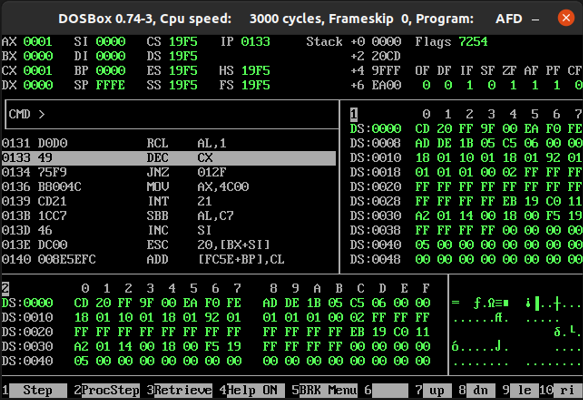 DOSBox 0.74-3, Cpu speed: 3000 cycles, Frameskip 0, Program: AFD
AX 0001 SI 0000 CS 19F5 IP 0133 Stack +0 0000 Flags 7254
BX 0000 DI 0000 DS 19F5 +2 20CD
CX 0001 BP 0000 ES 19F5 HS 19F5 +4 9FFF OF DF IF SF ZF AF PF CF
DX 0000 SP FFFE SS 19F5 FS 19F5 +6 EA00 0 0 1 0 1 1 1 0
CMD >
0131 D0D0 RCL AL,1
0133 49 DEC CX
0134 75F9 JNZ 012F
0136 B8004C MOV AX,4C00
0139 CD21 INT 21
013B 1CC7 SBB AL,C7
013D 46 INC SI
013E DC00 ESC 20,[BX+SI]
0140 008E5EFC ADD [FC5E+BP],CL
1 0 1 2 3 4 5 6 7
DS:0000 CD 20 FF 9F 00 EA F0 FE
DS:0008 AD DE 1B 05 C5 06 00 00
DS:0010 18 01 10 01 18 01 92 01
DS:0018 01 01 01 00 02 FF FF FF
DS:0020 FF FF FF FF FF FF FF FF
DS:0028 FF FF FF FF EB 19 C0 11
DS:0030 A2 01 14 00 18 00 F5 19
DS:0038 FF FF FF FF 00 00 00 00
DS:0040 05 00 00 00 00 00 00 00
DS:0048 00 00 00 00 00 00 00 00
2 0 1 2 3 4 5 6 7 8 9 A B C D E F
DS:0000 CD 20 FF 9F 00 EA F0 FE AD DE 1B 05 C5 06 00 00
DS:0010 18 01 10 01 18 01 92 01 01 01 01 00 02 FF FF FF
DS:0020 FF FF FF FF FF FF FF FF FF FF FF FF EB 19 C0 11
DS:0030 A2 01 14 00 18 00 F5 19 FF FF FF FF 00 00 00 00
DS:0040 05 00 00 00 00 00 00 00 00 00 00 00 00 00 00 00
= ƒ.Ω≡■ ¡▐..┼...
......Æ. ....
δ.└.
ó.....⌡. ....
........ ........
1 Step 2ProcStep 3Retrieve 4Help ON 5BRK Menu 6 7 up 8 dn 9 le 10 ri